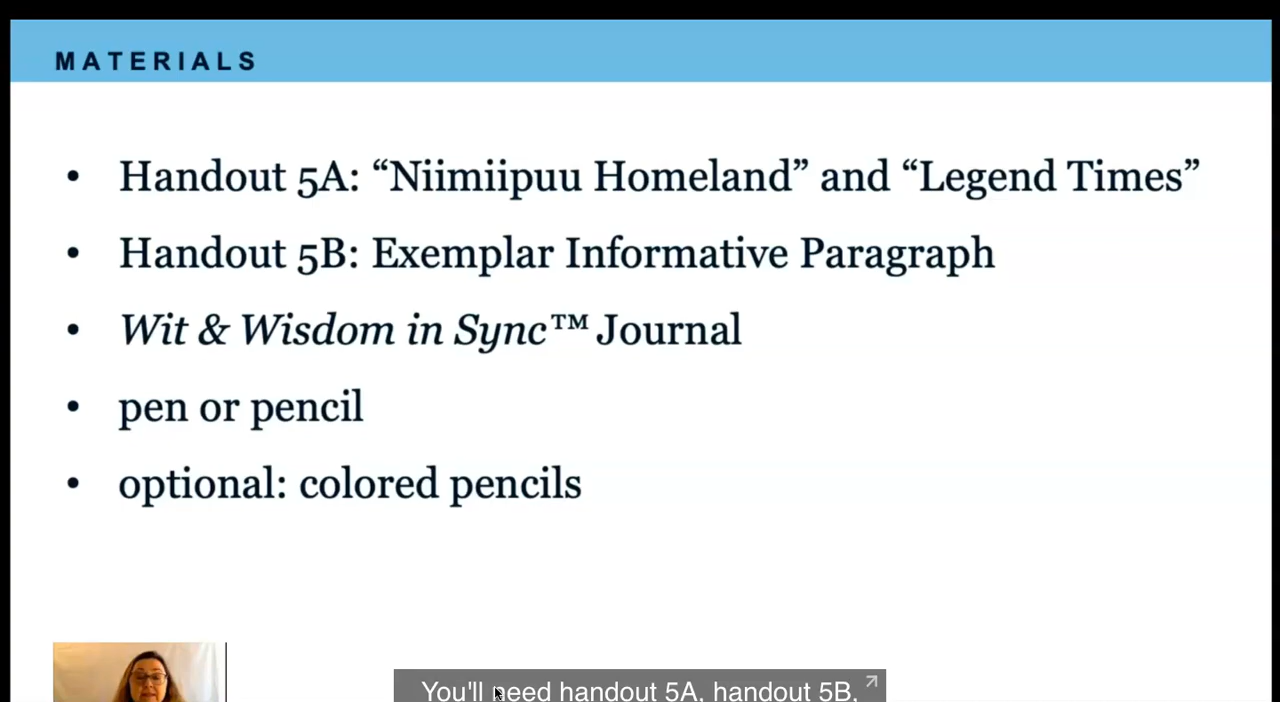 MATERIALS
• Handout 5A: “Niimiipuu Homeland” and “Legend Times”
• Handout 5B: Exemplar Informative Paragraph
• Wit & Wisdom in Sync™ Journal
• pen or pencil
• optional: colored pencils
You'll need handout 5A, handout 5B,